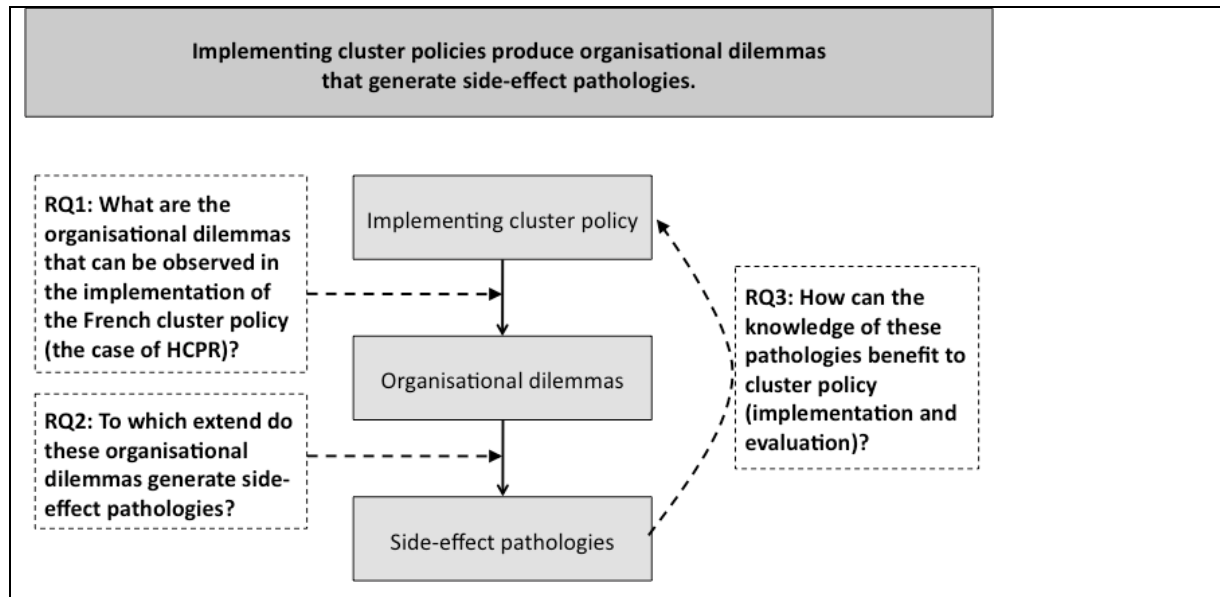 Implementing cluster policies produce organisational dilemmas
that generate side-effect pathologies.
RQ1: What are the
organisational dilemmas
that can be observed in
the implementation of
the French cluster policy
(the case of HCPR)?
Implementing cluster policy
RQ3: How can the
knowledge of these
pathologies benefit to
cluster policy
(implementation and
evaluation)?
Organisational dilemmas
RQ2: To which extend do
these organisational
dilemmas generate side-
effect pathologies?
Side-effect pathologies